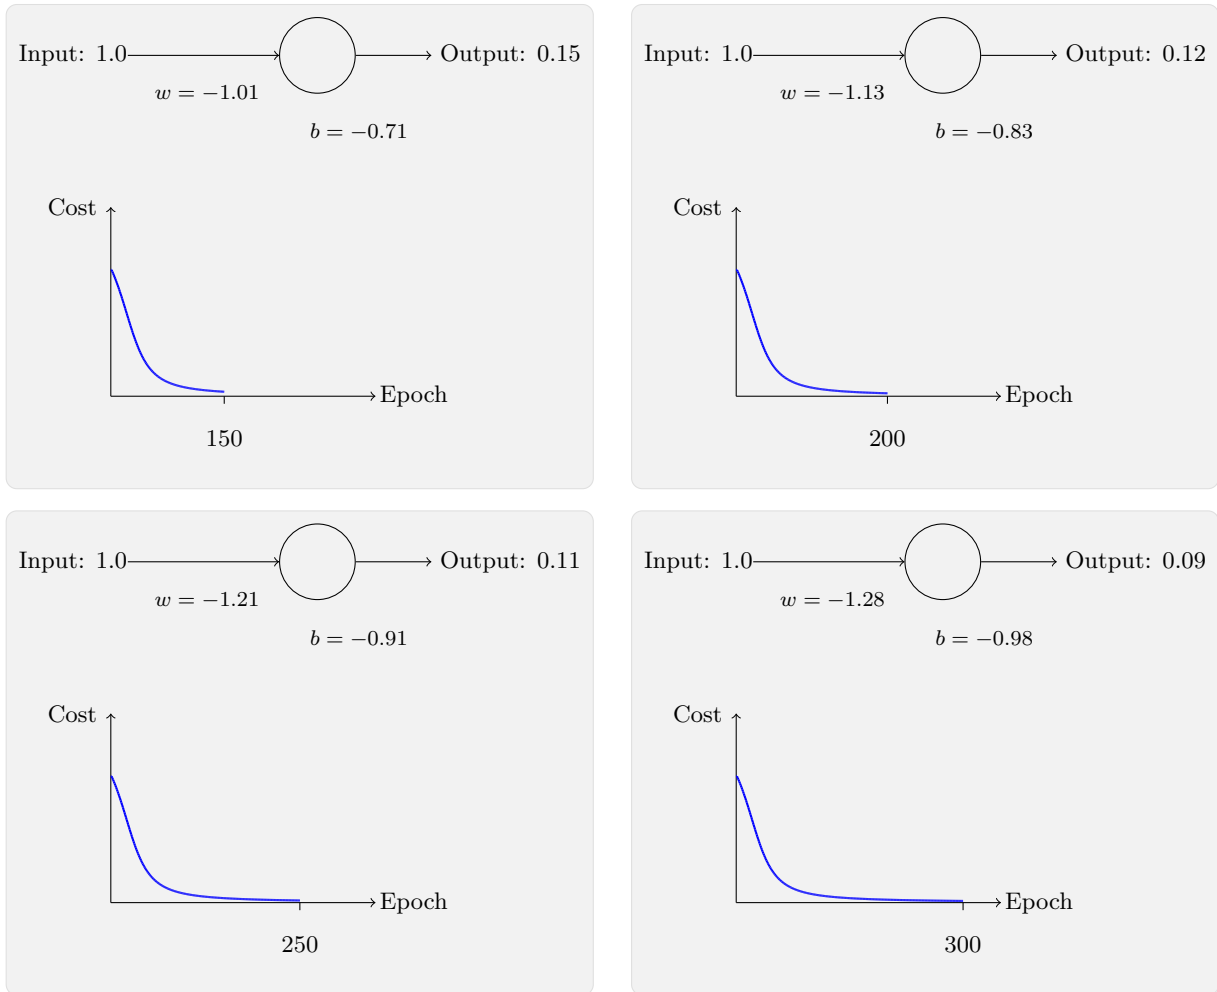 Input: 1.0 Output: 0.15
w = −1.01
b = −0.71
Cost
Epoch
150
Input: 1.0 Output: 0.12
w = −1.13
b = −0.83
Cost
Epoch
200
Input: 1.0 Output: 0.11
w = −1.21
b = −0.91
Cost
Epoch
250
Input: 1.0 Output: 0.09
w = −1.28
b = −0.98
Cost
Epoch
300